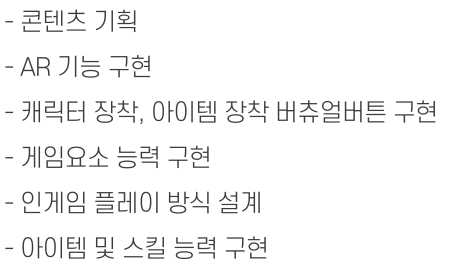 - 콘텐츠 기획
- AR 기능 구현
- 캐릭터 장착, 아이템 장착 버츄얼버튼 구현
- 게임요소 능력 구현
- 인게임 플레이 방식 설계
- 아이템 및 스킬 능력 구현